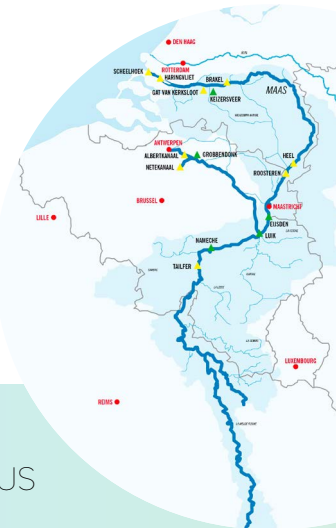 DEN HAAG
ROTTERDAM
SCHEELHOEK
HARINGVLIET
BRAKEL
GAT VAN KERKSLOOT
KEIZERSVEER
MAAS
ANTWERPEN
ALBERTKANAAL
GROBBENDONK
NETEKANAAL
HEEL
ROOSTEREN
BRUSSEL
MAASTRICHT
LILLE
EIJSDEN
LUIK
NAMECHE
TAILFER
LUXEMBOURG
REIMS
US